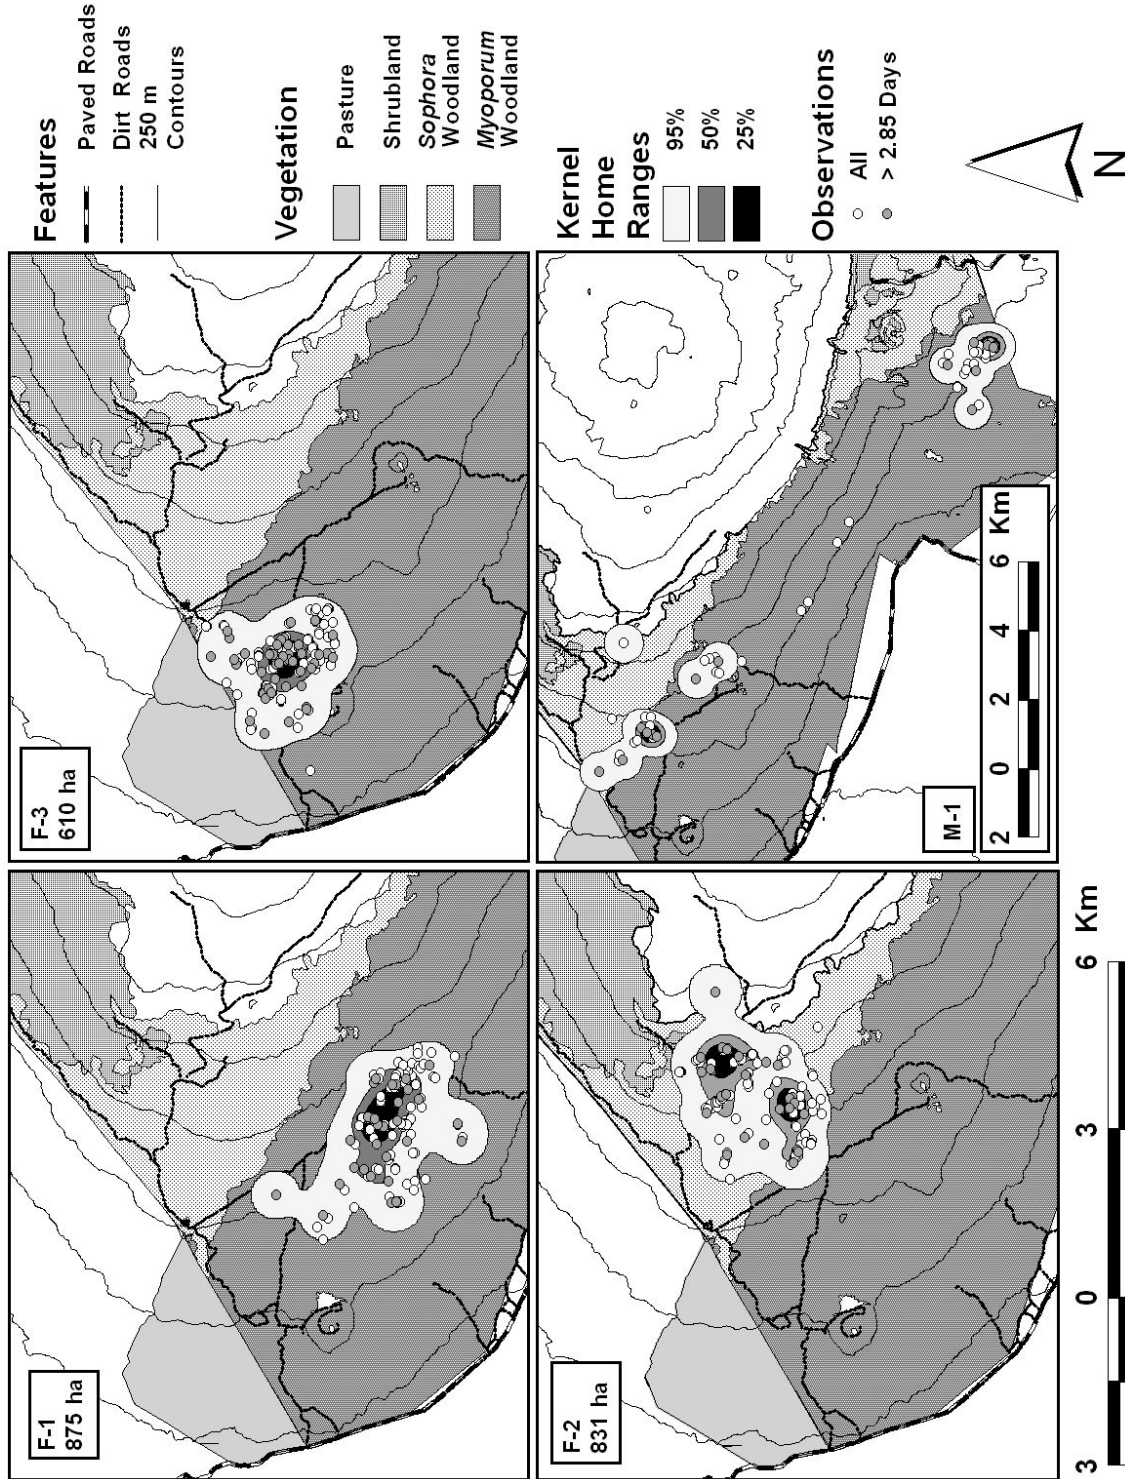 F-1
875 ha
F-3
610 ha
F-2
831 ha
M-1
2 0 2 4 6 Km
3 0 3 6 Km
Features
Paved Roads
Dirt Roads
250 m
Contours
Vegetation
Pasture
Shrubland
Sophora
Woodland
Myoporum
Woodland
Kernel
Home
Ranges
95%
50%
25%
Observations
All
> 2.85 Days
N